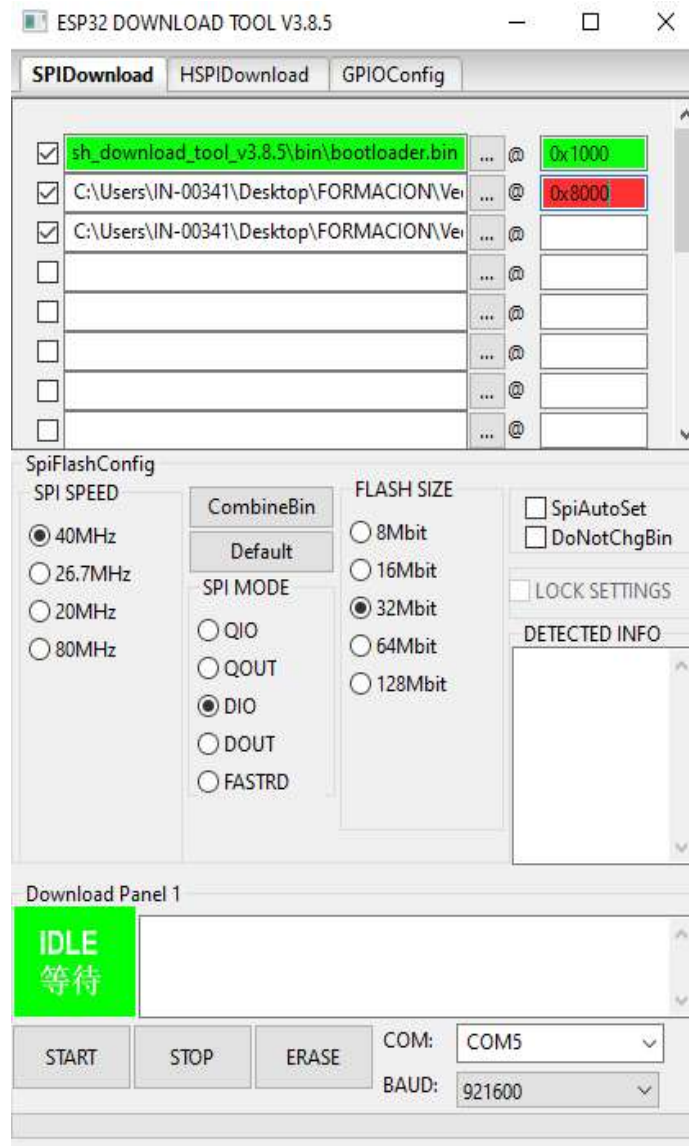 ESP32 DOWNLOAD TOOL V3.8.5
SPIDownload HSPIDownload GPIOConfig
sh_download_tool_v3.8.5\bin\bootloader.bin ... @ 0x1000
C:\Users\IN-00341\Desktop\FORMACION\Ve ... @ 0x8000
C:\Users\IN-00341\Desktop\FORMACION\Ve ... @
... @
... @
... @
... @
... @
SpiFlashConfig
SPI SPEED
40MHz
26.7MHz
20MHz
80MHz
CombineBin
Default
SPI MODE
QIO
QOUT
DIO
DOUT
FASTRD
FLASH SIZE
8Mbit
16Mbit
32Mbit
64Mbit
128Mbit
SpiAutoSet
DoNotChgBin
LOCK SETTINGS
DETECTED INFO
Download Panel 1
IDLE
等待
START STOP ERASE
COM: COM5
BAUD: 921600